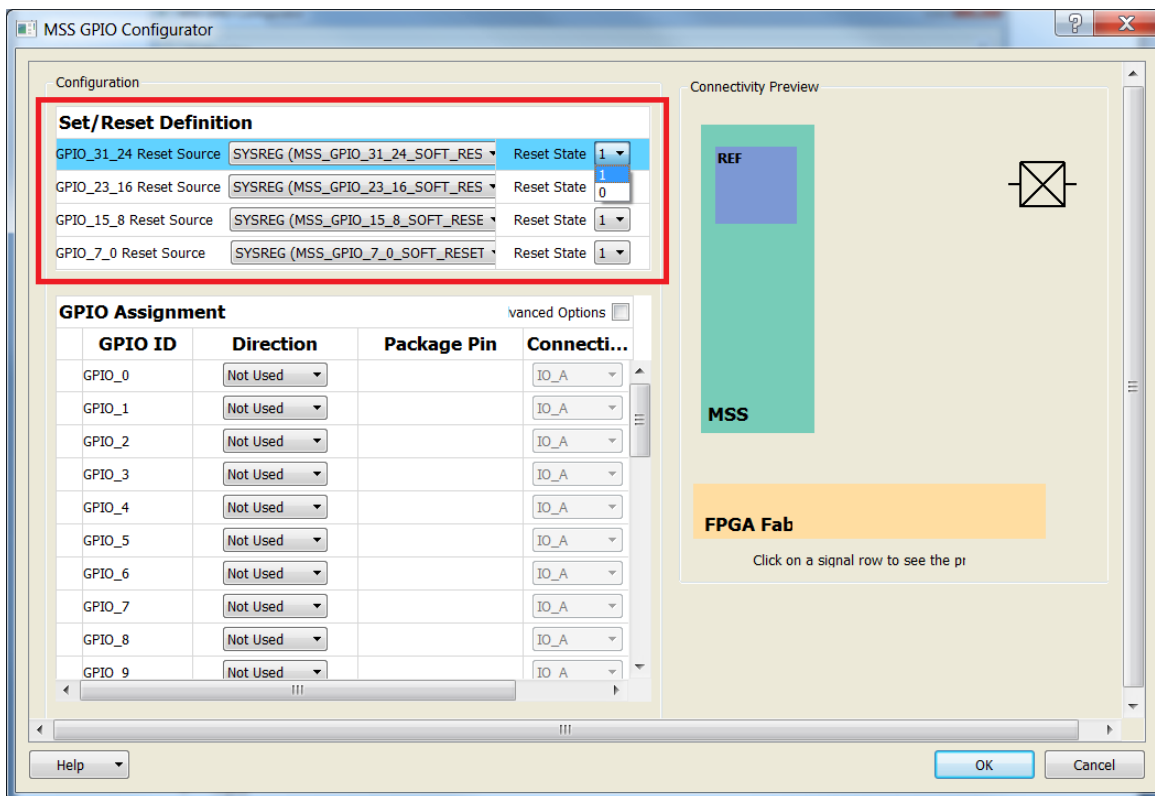 MSS GPIO Configurator
Configuration
Set/Reset Definition
GPIO_31_24 Reset Source SYSREG (MSS_GPIO_31_24_SOFT_RES Reset State 1
1
GPIO_23_16 Reset Source SYSREG (MSS_GPIO_23_16_SOFT_RES Reset State
0
GPIO_15_8 Reset Source SYSREG (MSS_GPIO_15_8_SOFT_RESE Reset State 1
GPIO_7_0 Reset Source SYSREG (MSS_GPIO_7_0_SOFT_RESET Reset State 1
GPIO Assignment vanced Options
GPIO ID Direction Package Pin Connecti...
GPIO_0 Not Used IO_A
GPIO_1 Not Used IO_A
GPIO_2 Not Used IO_A
GPIO_3 Not Used IO_A
GPIO_4 Not Used IO_A
GPIO_5 Not Used IO_A
GPIO_6 Not Used IO_A
GPIO_7 Not Used IO_A
GPIO_8 Not Used IO_A
GPIO_9 Not Used IO_A
Connectivity Preview
REF
MSS
FPGA Fab
Click on a signal row to see the pr
Help OK Cancel